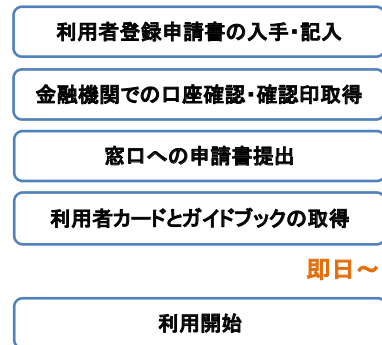 利用者登録申請書の入手・記入
金融機関での口座確認・確認印取得
窓口への申請書提出
利用者カードとガイドブックの取得
即日～
利用開始